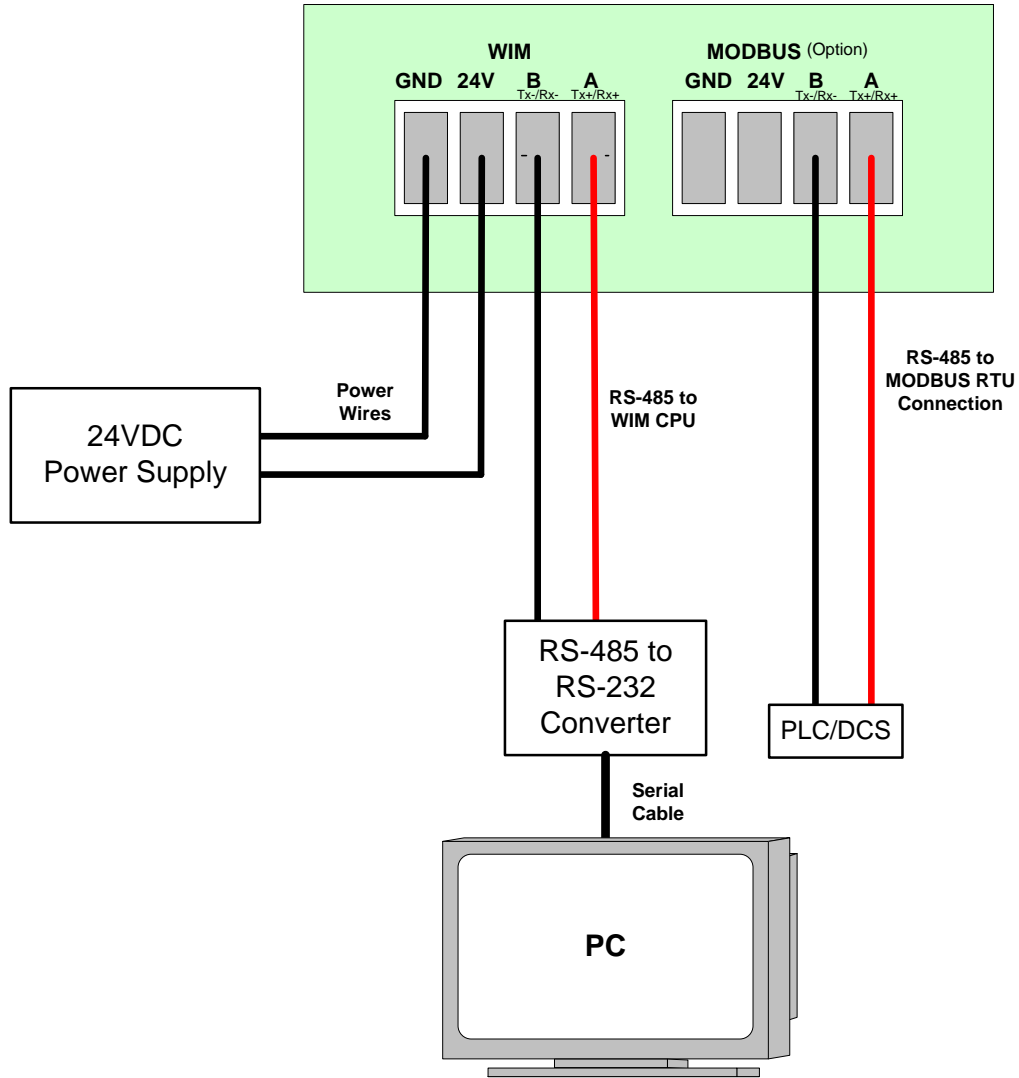 WIM
MODBUS (Option)
GND 24V B A
Tx-/Rx- Tx+/Rx+
GND 24V B A
Tx-/Rx- Tx+/Rx+
- -
RS-485 to
MODBUS RTU
Connection
Power
Wires
RS-485 to
WIM CPU
24VDC
Power Supply
RS-485 to
RS-232
Converter
PLC/DCS
Serial
Cable
PC